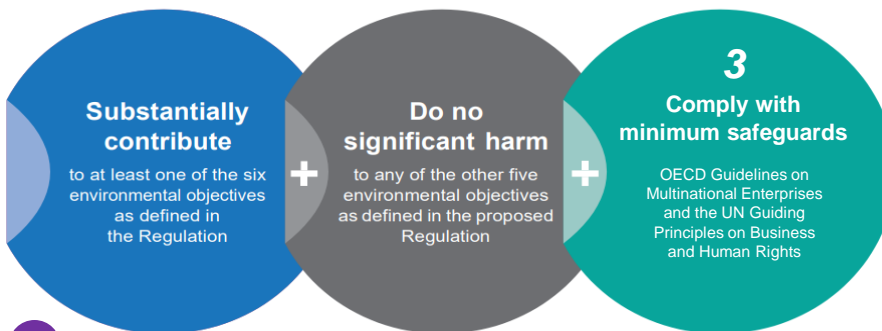 Substantially
contribute
to at least one of the six
environmental objectives
as defined in
the Regulation
+
Do no
significant harm
to any of the other five
environmental objectives
as defined in the proposed
Regulation
+
3
Comply with
minimum safeguards
OECD Guidelines on
Multinational Enterprises
and the UN Guiding
Principles on Business
and Human Rights